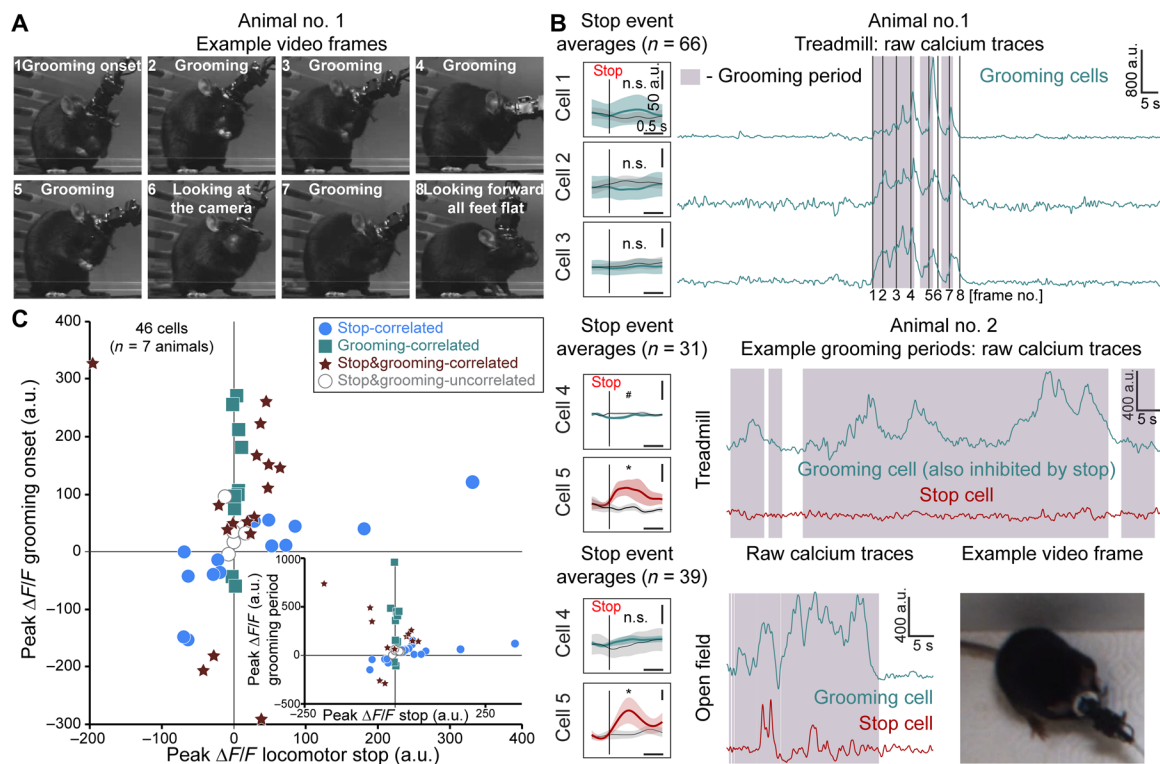 A
Animal no. 1
Example video frames
1Grooming onset
2 Grooming
3 Grooming
4 Grooming
5 Grooming
6 Looking at
the camera
7 Grooming
8Looking forward
all feet flat
B
Stop event
averages (n = 66)
Animal no.1
Treadmill: raw calcium traces
- Grooming period
Grooming cells
800 a.u.
5 s
Cell 1
Stop
n.s.
50 a.u.
0.5 s
Cell 2
n.s.
Cell 3
n.s.
1 2 3 4 5 6 7 8 [frame no.]
Stop event
averages (n = 31)
Animal no. 2
Example grooming periods: raw calcium traces
Cell 4
Stop
#
Cell 5
*
Treadmill
400 a.u.
5 s
Grooming cell (also inhibited by stop)
Stop cell
Stop event
averages (n = 39)
Raw calcium traces
Example video frame
Cell 4
Stop
n.s.
Cell 5
*
Open field
400 a.u.
5 s
Grooming cell
Stop cell
C
46 cells
(n = 7 animals)
Stop-correlated
Grooming-correlated
Stop&grooming-correlated
Stop&grooming-uncorrelated
Peak ΔF/F grooming onset (a.u.)
400
300
200
100
0
−100
−200
−300
−200
−100
0
100
200
300
400
Peak ΔF/F locomotor stop (a.u.)
Peak ΔF/F (a.u.)
grooming period
1000
500
0
−500
−250
0
250
Peak ΔF/F stop (a.u.)